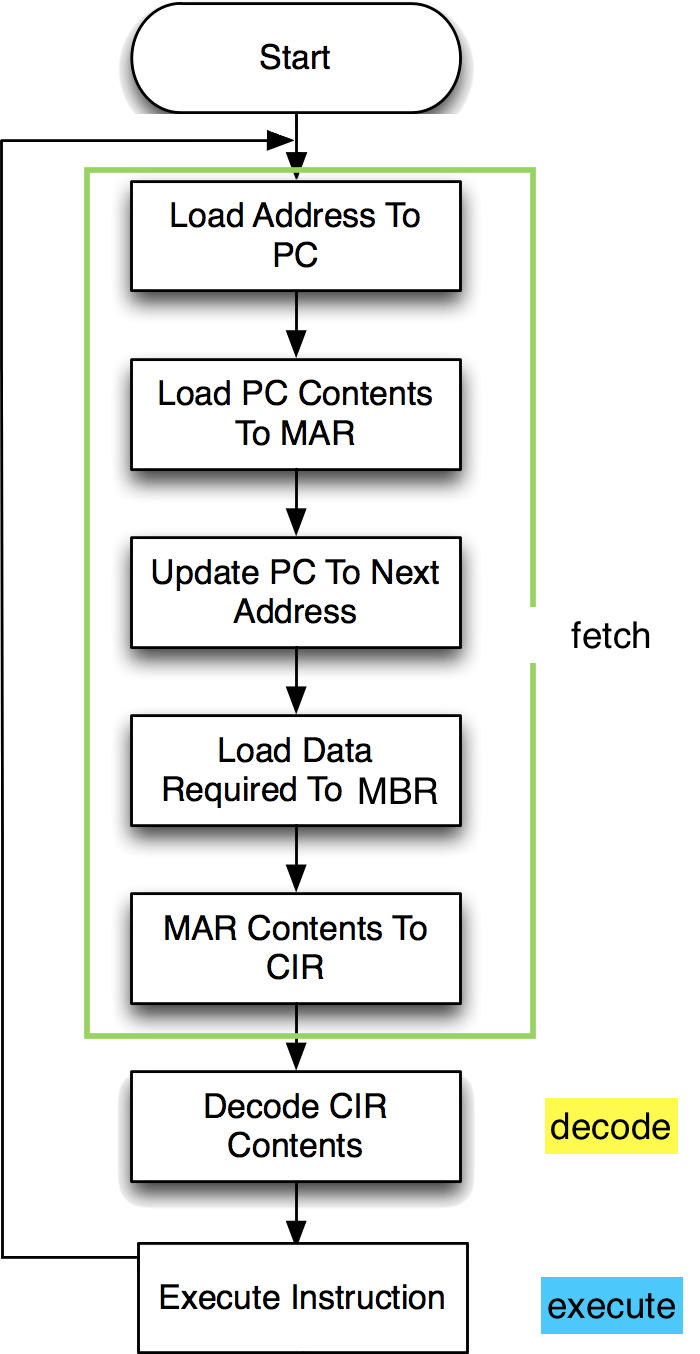 Start
Load Address To
PC
Load PC Contents
To MAR
Update PC To Next
Address
fetch
Load Data
Required To MBR
MAR Contents To
CIR
Decode CIR
Contents
decode
Execute Instruction
execute